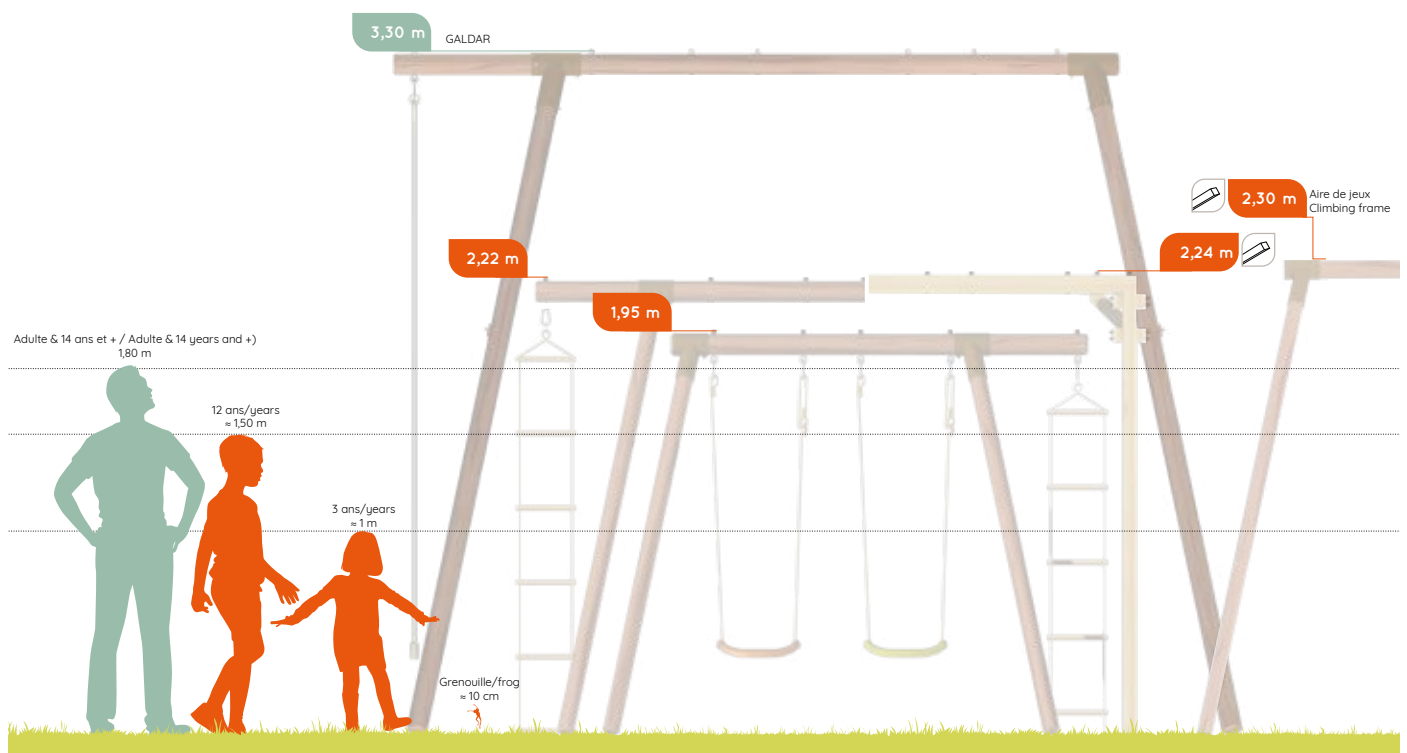 3,30 m
GALDAR
2,30 m
Aire de jeux
Climbing frame
2,22 m
2,24 m
1,95 m
Adulte & 14 ans et + / Adulte & 14 years and +)
1,80 m
12 ans/years
≈ 1,50 m
3 ans/years
≈ 1 m
Grenouille/frog
≈ 10 cm